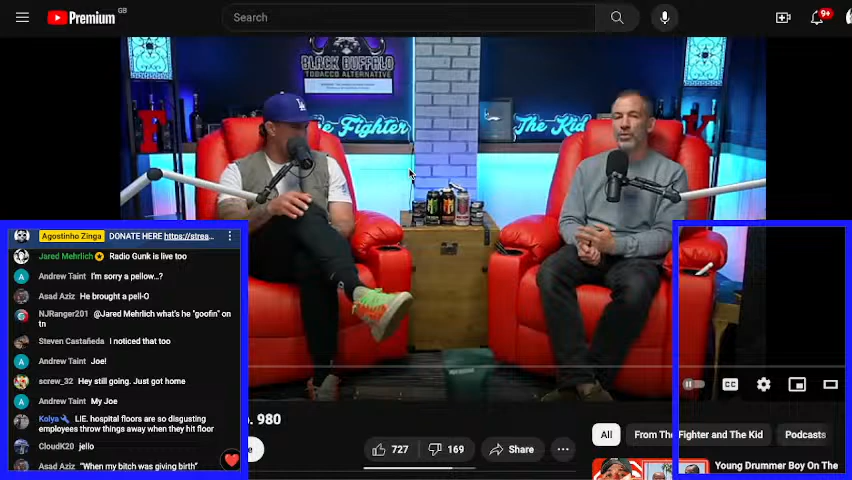 GB
Premium
Search
9+
BLACK BUFFALO
TOBACCO ALTERNATIVE
The Fighter
The Kid
Agostinho Zinga DONATE HERE https://strea...
Jared Mehrlich Radio Gunk is live too
Andrew Taint I'm sorry a pellow...?
Asad Aziz He brought a pell-O
NJRanger201 @Jared Mehrlich what's he "goofin" on
tn
Steven Castañeda I noticed that too
Andrew Taint Joe!
screw_32 Hey still going. Just got home
Andrew Taint My Joe
Kolya LIE. hospital floors are so disgusting
employees throw things away when they hit floor
CloudK20 jello
Asad Aziz "When my bitch was giving birth"
CC
. 980
727
169
Share
All
From The Fighter and The Kid
Podcasts
Young Drummer Boy On The